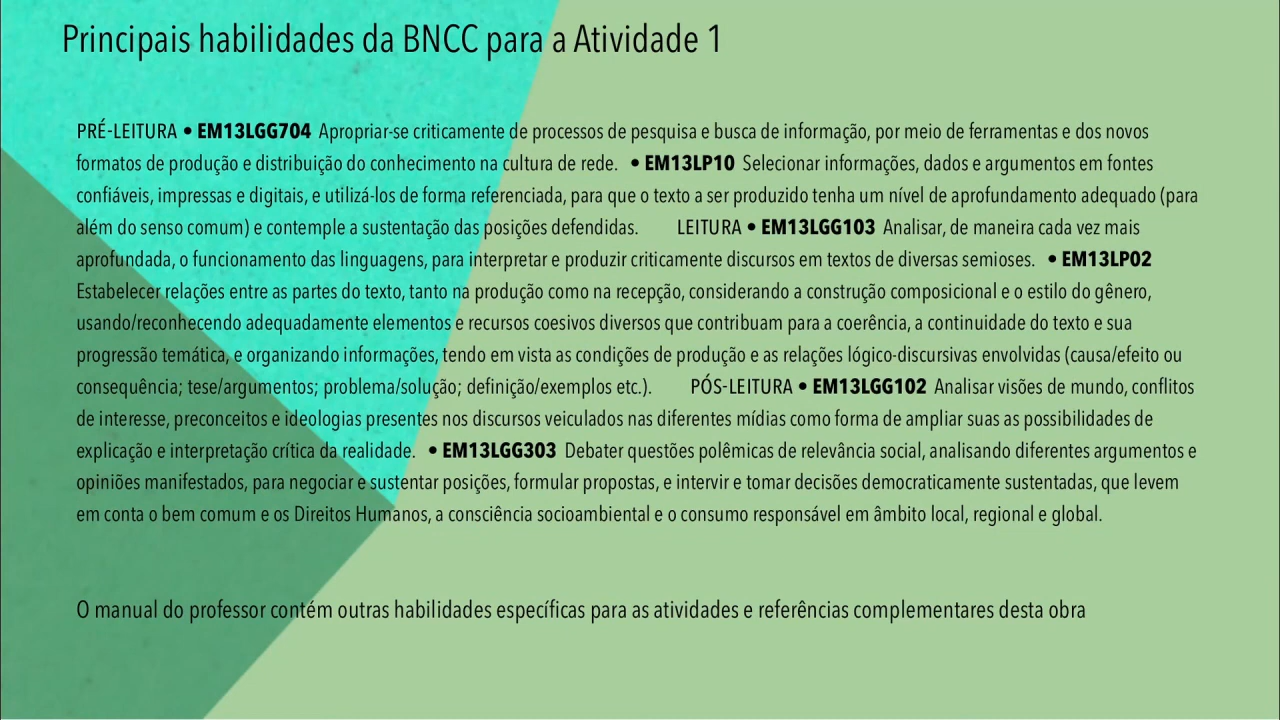 Principais habilidades da BNCC para a Atividade 1
PRÉ-LEITURA • EM13LGG704 Apropriar-se criticamente de processos de pesquisa e busca de informação, por meio de ferramentas e dos novos
formatos de produção e distribuição do conhecimento na cultura de rede. • EM13LP10 Selecionar informações, dados e argumentos em fontes
confiáveis, impressas e digitais, e utilizá-los de forma referenciada, para que o texto a ser produzido tenha um nível de aprofundamento adequado (para
além do senso comum) e contemple a sustentação das posições defendidas. LEITURA • EM13LGG103 Analisar, de maneira cada vez mais
aprofundada, o funcionamento das linguagens, para interpretar e produzir criticamente discursos em textos de diversas semioses. • EM13LP02
Estabelecer relações entre as partes do texto, tanto na produção como na recepção, considerando a construção composicional e o estilo do gênero,
usando/reconhecendo adequadamente elementos e recursos coesivos diversos que contribuam para a coerência, a continuidade do texto e sua
progressão temática, e organizando informações, tendo em vista as condições de produção e as relações lógico-discursivas envolvidas (causa/efeito ou
consequência; tese/argumentos; problema/solução; definição/exemplos etc.). PÓS-LEITURA • EM13LGG102 Analisar visões de mundo, conflitos
de interesse, preconceitos e ideologias presentes nos discursos veiculados nas diferentes mídias como forma de ampliar suas as possibilidades de
explicação e interpretação crítica da realidade. • EM13LGG303 Debater questões polêmicas de relevância social, analisando diferentes argumentos e
opiniões manifestados, para negociar e sustentar posições, formular propostas, e intervir e tomar decisões democraticamente sustentadas, que levem
em conta o bem comum e os Direitos Humanos, a consciência socioambiental e o consumo responsável em âmbito local, regional e global.
O manual do professor contém outras habilidades específicas para as atividades e referências complementares desta obra